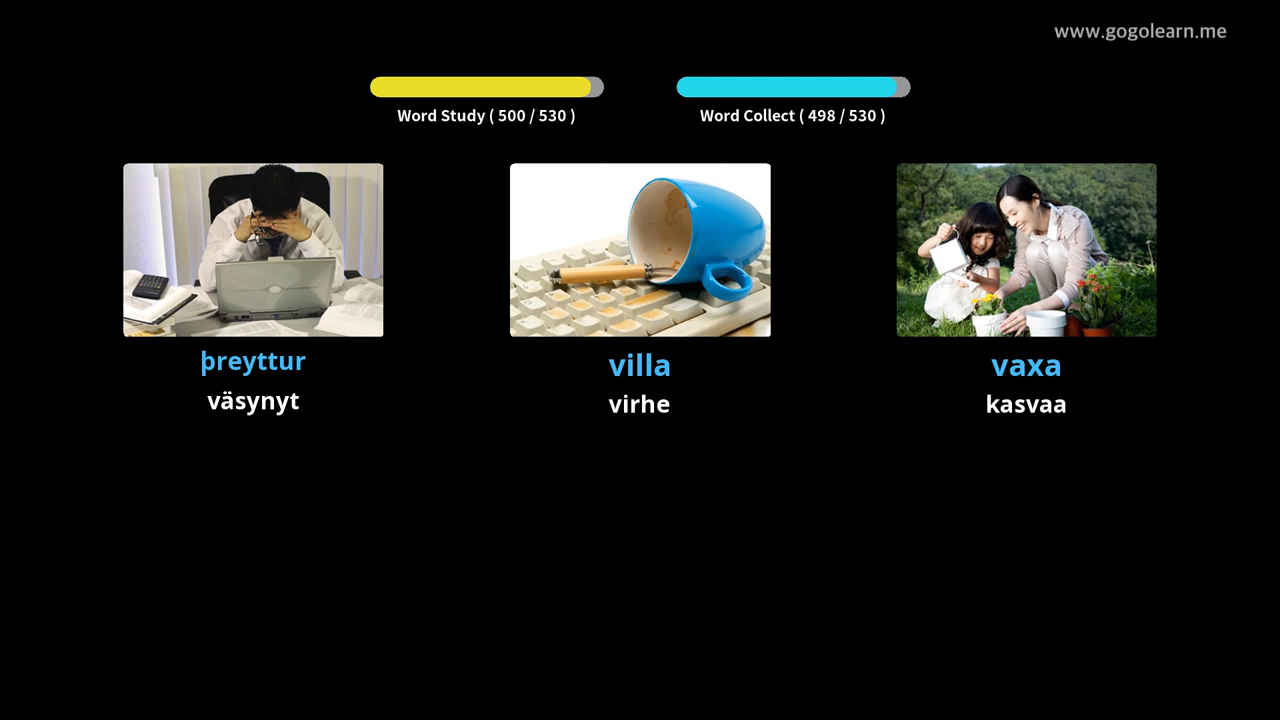 www.gogolearn.me
Word Study ( 500 / 530 )
Word Collect ( 498 / 530 )
þreyttur
villa
vaxa
väsynyt
virhe
kasvaa